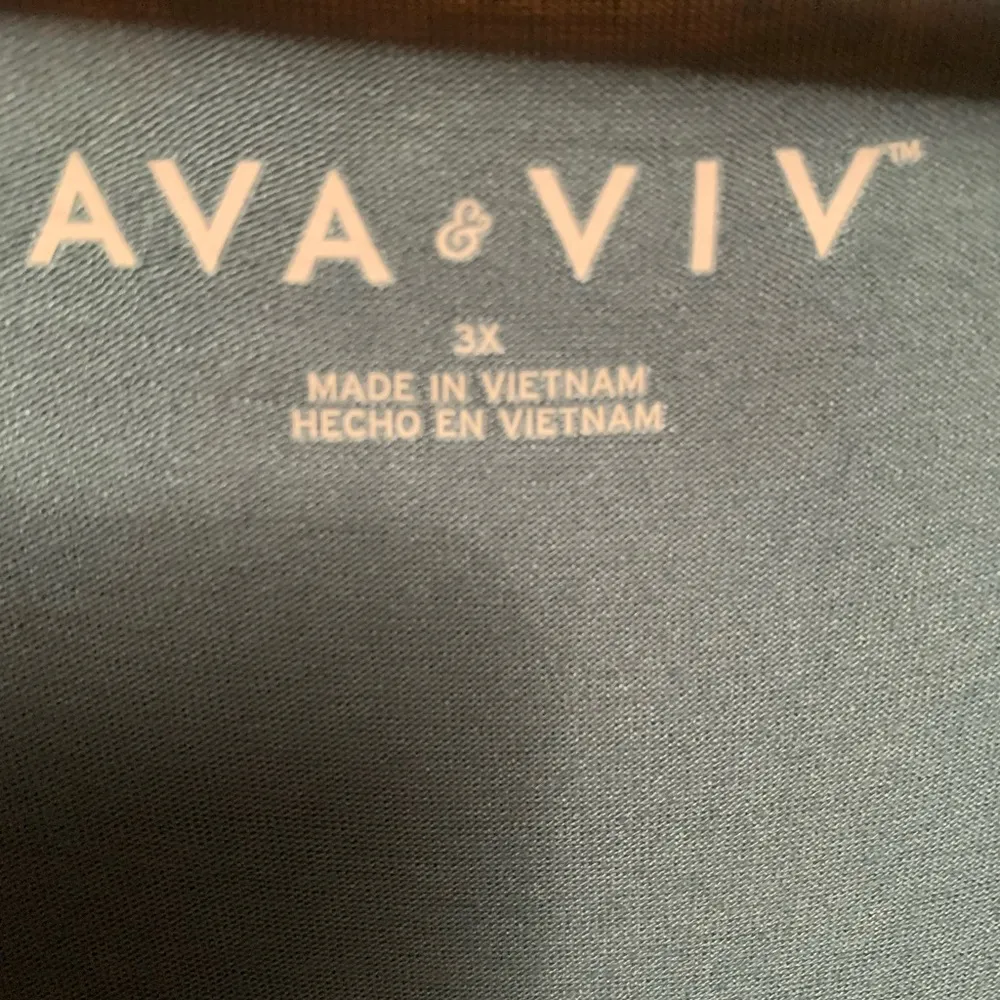 AVA & VIV™
3X
MADE IN VIETNAM
HECHO EN VIETNAM